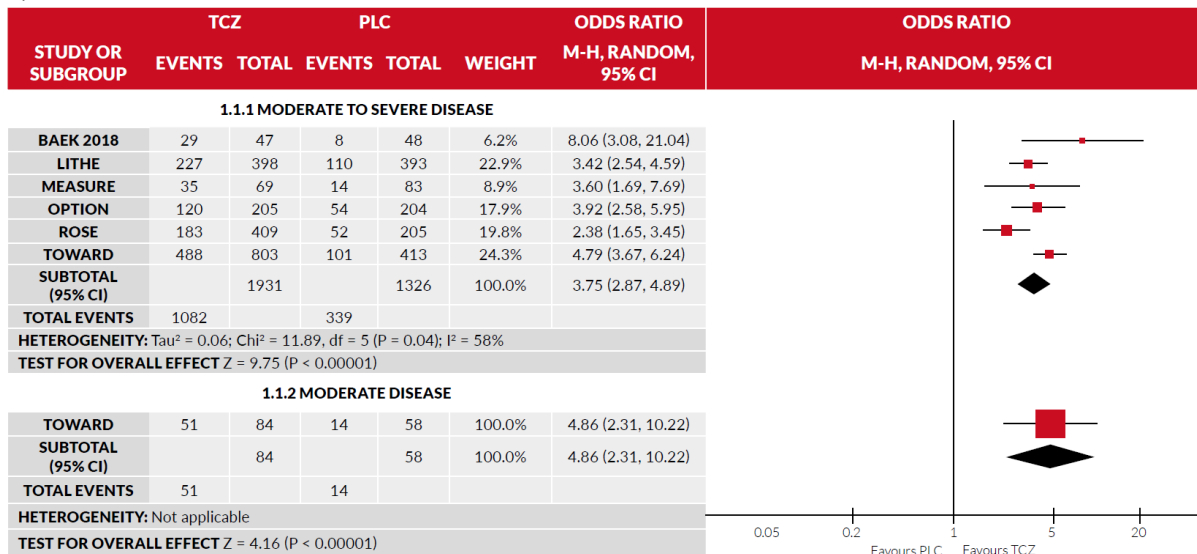 TCZ PLC ODDS RATIO ODDS RATIO
STUDY OR SUBGROUP EVENTS TOTAL EVENTS TOTAL WEIGHT M-H, RANDOM, 95% CI M-H, RANDOM, 95% CI
1.1.1 MODERATE TO SEVERE DISEASE
BAEK 2018 29 47 8 48 6.2% 8.06 (3.08, 21.04)
LITHE 227 398 110 393 22.9% 3.42 (2.54, 4.59)
MEASURE 35 69 14 83 8.9% 3.60 (1.69, 7.69)
OPTION 120 205 54 204 17.9% 3.92 (2.58, 5.95)
ROSE 183 409 52 205 19.8% 2.38 (1.65, 3.45)
TOWARD 488 803 101 413 24.3% 4.79 (3.67, 6.24)
SUBTOTAL (95% CI) 1931 1326 100.0% 3.75 (2.87, 4.89)
TOTAL EVENTS 1082 339
HETEROGENEITY: Tau² = 0.06; Chi² = 11.89, df = 5 (P = 0.04); I² = 58%
TEST FOR OVERALL EFFECT Z = 9.75 (P < 0.00001)
1.1.2 MODERATE DISEASE
TOWARD 51 84 14 58 100.0% 4.86 (2.31, 10.22)
SUBTOTAL (95% CI) 84 58 100.0% 4.86 (2.31, 10.22)
TOTAL EVENTS 51 14
HETEROGENEITY: Not applicable
TEST FOR OVERALL EFFECT Z = 4.16 (P < 0.00001)
0.05 0.2 1 5 20
Favours PLC Favours TCZ